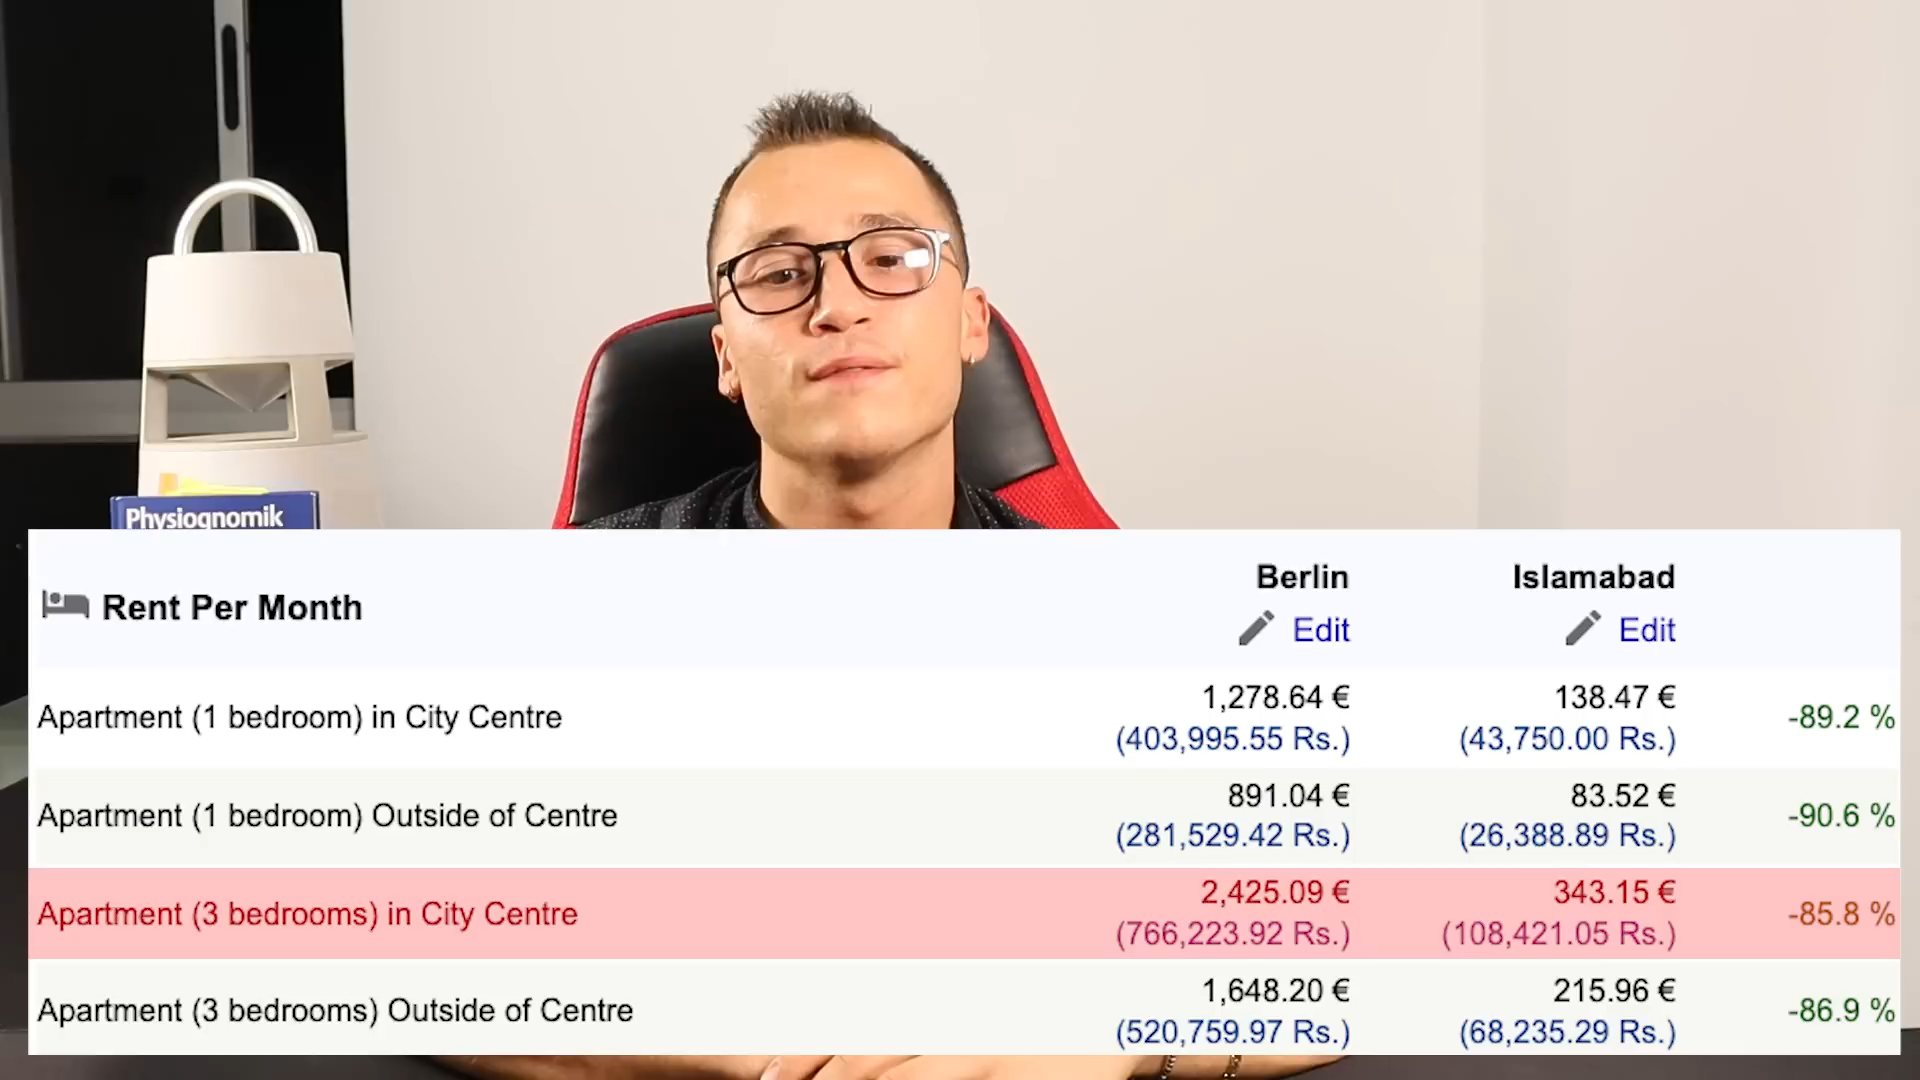 Physiognomik
Berlin Islamabad
Rent Per Month
Edit Edit
1,278.64 € 138.47 €
Apartment (1 bedroom) in City Centre -89.2 %
(403,995.55 Rs.) (43,750.00 Rs.)
891.04 € 83.52 €
Apartment (1 bedroom) Outside of Centre -90.6 %
(281,529.42 Rs.) (26,388.89 Rs.)
2,425.09 € 343.15 €
Apartment (3 bedrooms) in City Centre -85.8 %
(766,223.92 Rs.) (108,421.05 Rs.)
1,648.20 € 215.96 €
Apartment (3 bedrooms) Outside of Centre -86.9 %
(520,759.97 Rs.) (68,235.29 Rs.)